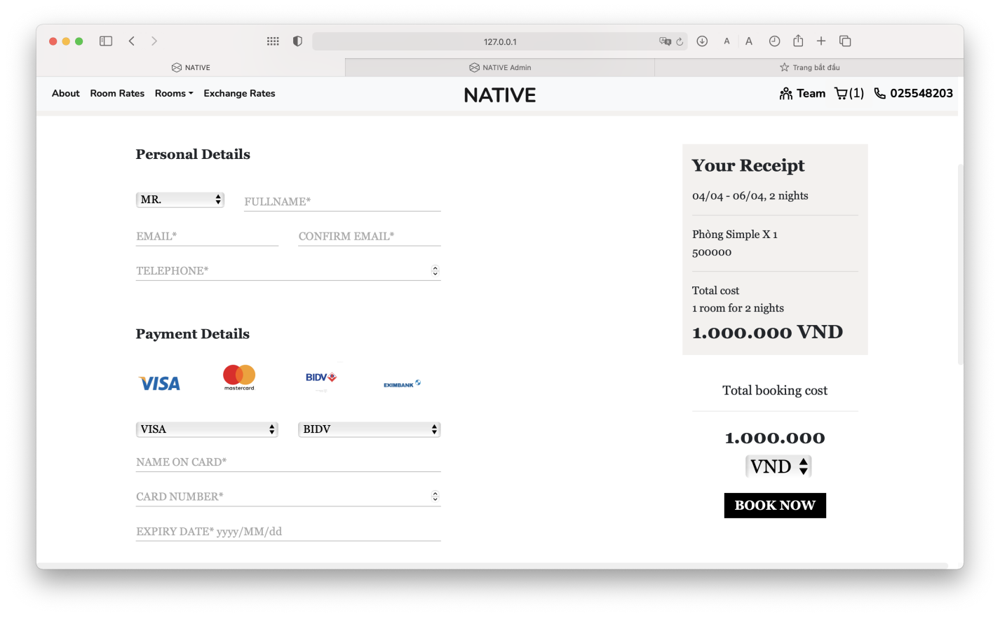 127.0.0.1
A A
NATIVE
NATIVE Admin
Trang bắt đầu
About Room Rates Rooms Exchange Rates
NATIVE
Team (1) 025548203
Personal Details
MR.
FULLNAME*
EMAIL*
CONFIRM EMAIL*
TELEPHONE*
Payment Details
VISA
mastercard
BIDV
EXIMBANK
VISA
BIDV
NAME ON CARD*
CARD NUMBER*
EXPIRY DATE* yyyy/MM/dd
Your Receipt
04/04 - 06/04, 2 nights
Phòng Simple X 1
500000
Total cost
1 room for 2 nights
1.000.000 VND
Total booking cost
1.000.000
VND
BOOK NOW